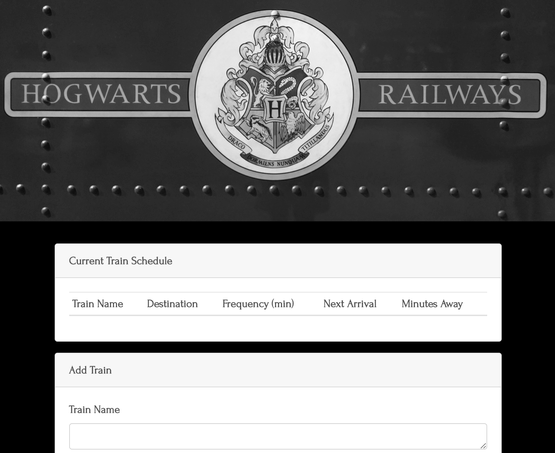 HOGWARTS RAILWAYS
H
DRACO DORMIENS NUNQUAM TITILLANDUS
Current Train Schedule
Train Name Destination Frequency (min) Next Arrival Minutes Away
Add Train
Train Name